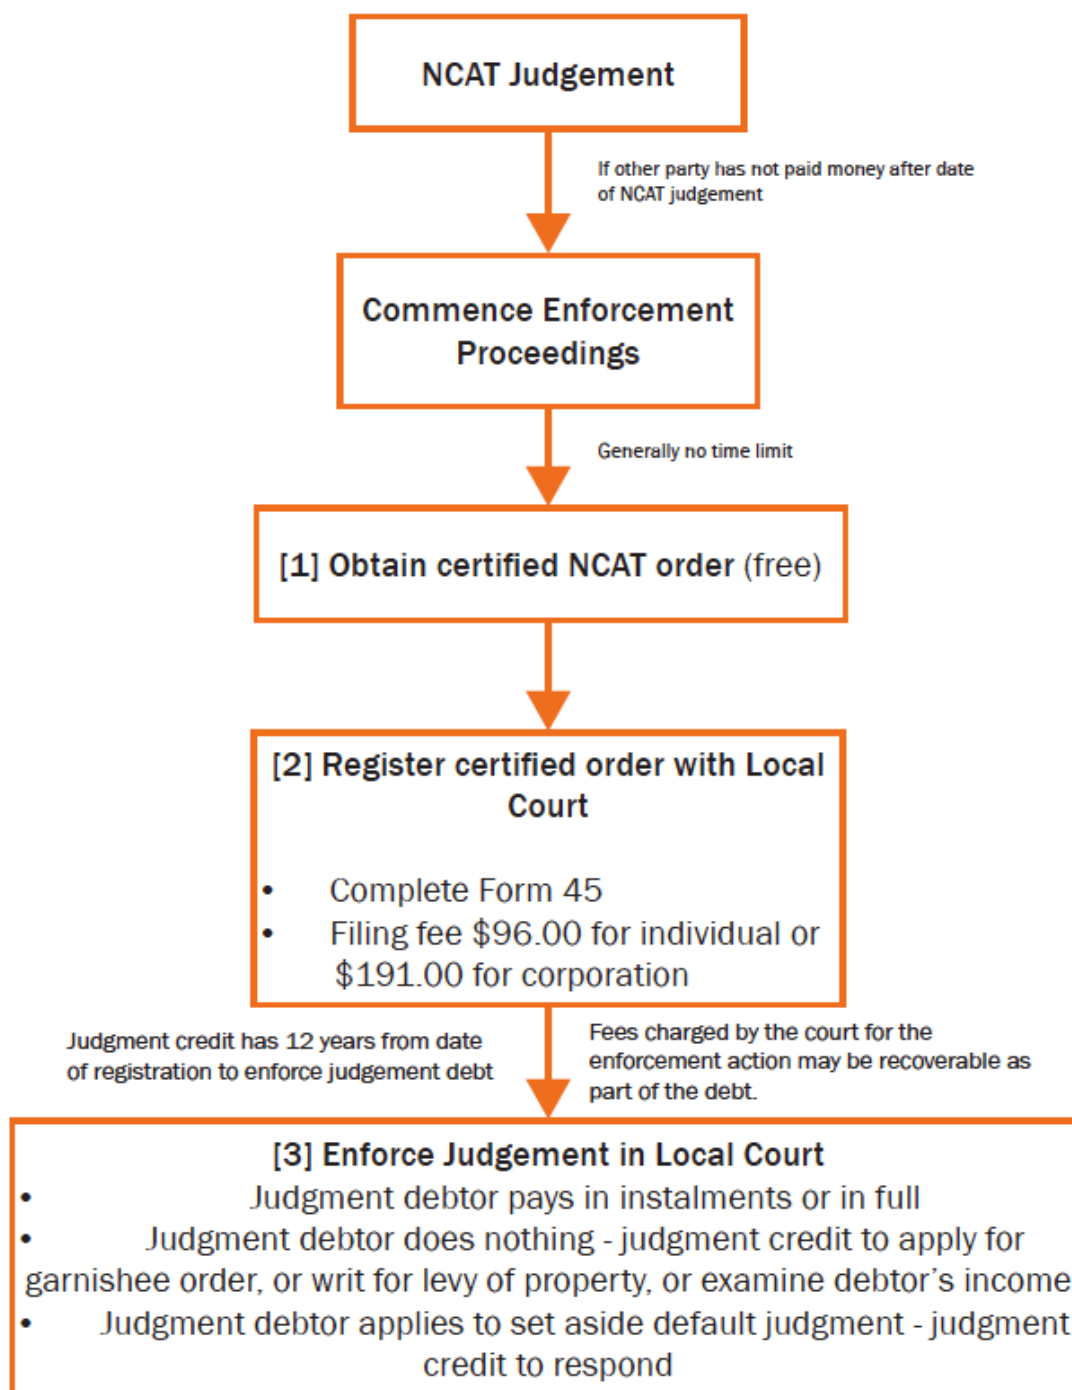 NCAT Judgement
If other party has not paid money after date
of NCAT judgement
Commence Enforcement
Proceedings
Generally no time limit
[1] Obtain certified NCAT order (free)
[2] Register certified order with Local
Court
• Complete Form 45
• Filing fee $96.00 for individual or
$191.00 for corporation
Judgment credit has 12 years from date
of registration to enforce judgement debt
Fees charged by the court for the
enforcement action may be recoverable as
part of the debt.
[3] Enforce Judgement in Local Court
• Judgment debtor pays in instalments or in full
• Judgment debtor does nothing - judgment credit to apply for
garnishee order, or writ for levy of property, or examine debtor's income
• Judgment debtor applies to set aside default judgment - judgment
credit to respond